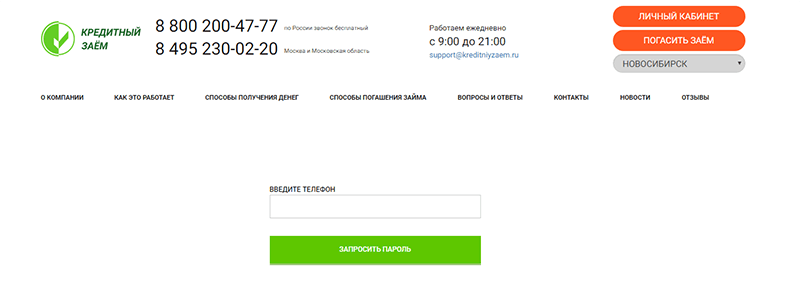 КРЕДИТНЫЙ
ЗАЁМ
8 800 200-47-77 по России звонок бесплатный
8 495 230-02-20 Москва и Московская область
Работаем ежедневно
с 9:00 до 21:00
support@kreditniyzaem.ru
ЛИЧНЫЙ КАБИНЕТ
ПОГАСИТЬ ЗАЁМ
НОВОСИБИРСК
О КОМПАНИИ КАК ЭТО РАБОТАЕТ СПОСОБЫ ПОЛУЧЕНИЯ ДЕНЕГ СПОСОБЫ ПОГАШЕНИЯ ЗАЙМА ВОПРОСЫ И ОТВЕТЫ КОНТАКТЫ НОВОСТИ ОТЗЫВЫ
ВВЕДИТЕ ТЕЛЕФОН
ЗАПРОСИТЬ ПАРОЛЬ